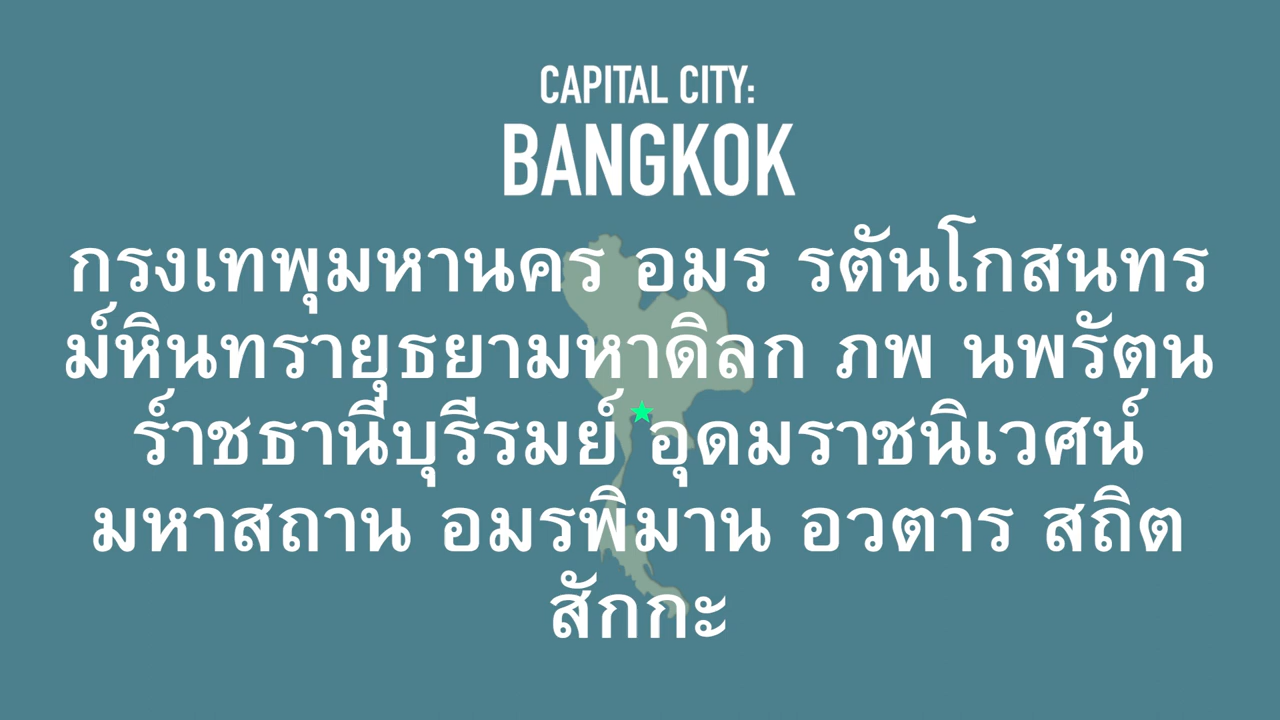 CAPITAL CITY:
BANGKOK
กรงเทพุมหานคร อมร รตันโกสนทร
ม์หินทรายุธยามหาดิลก ภพ นพรัตน
ร์าชธานีบุรีรมย์ อุดมราชนิเวศน์
มหาสถาน อมรพิมาน อวตาร สถิต
สักกะ